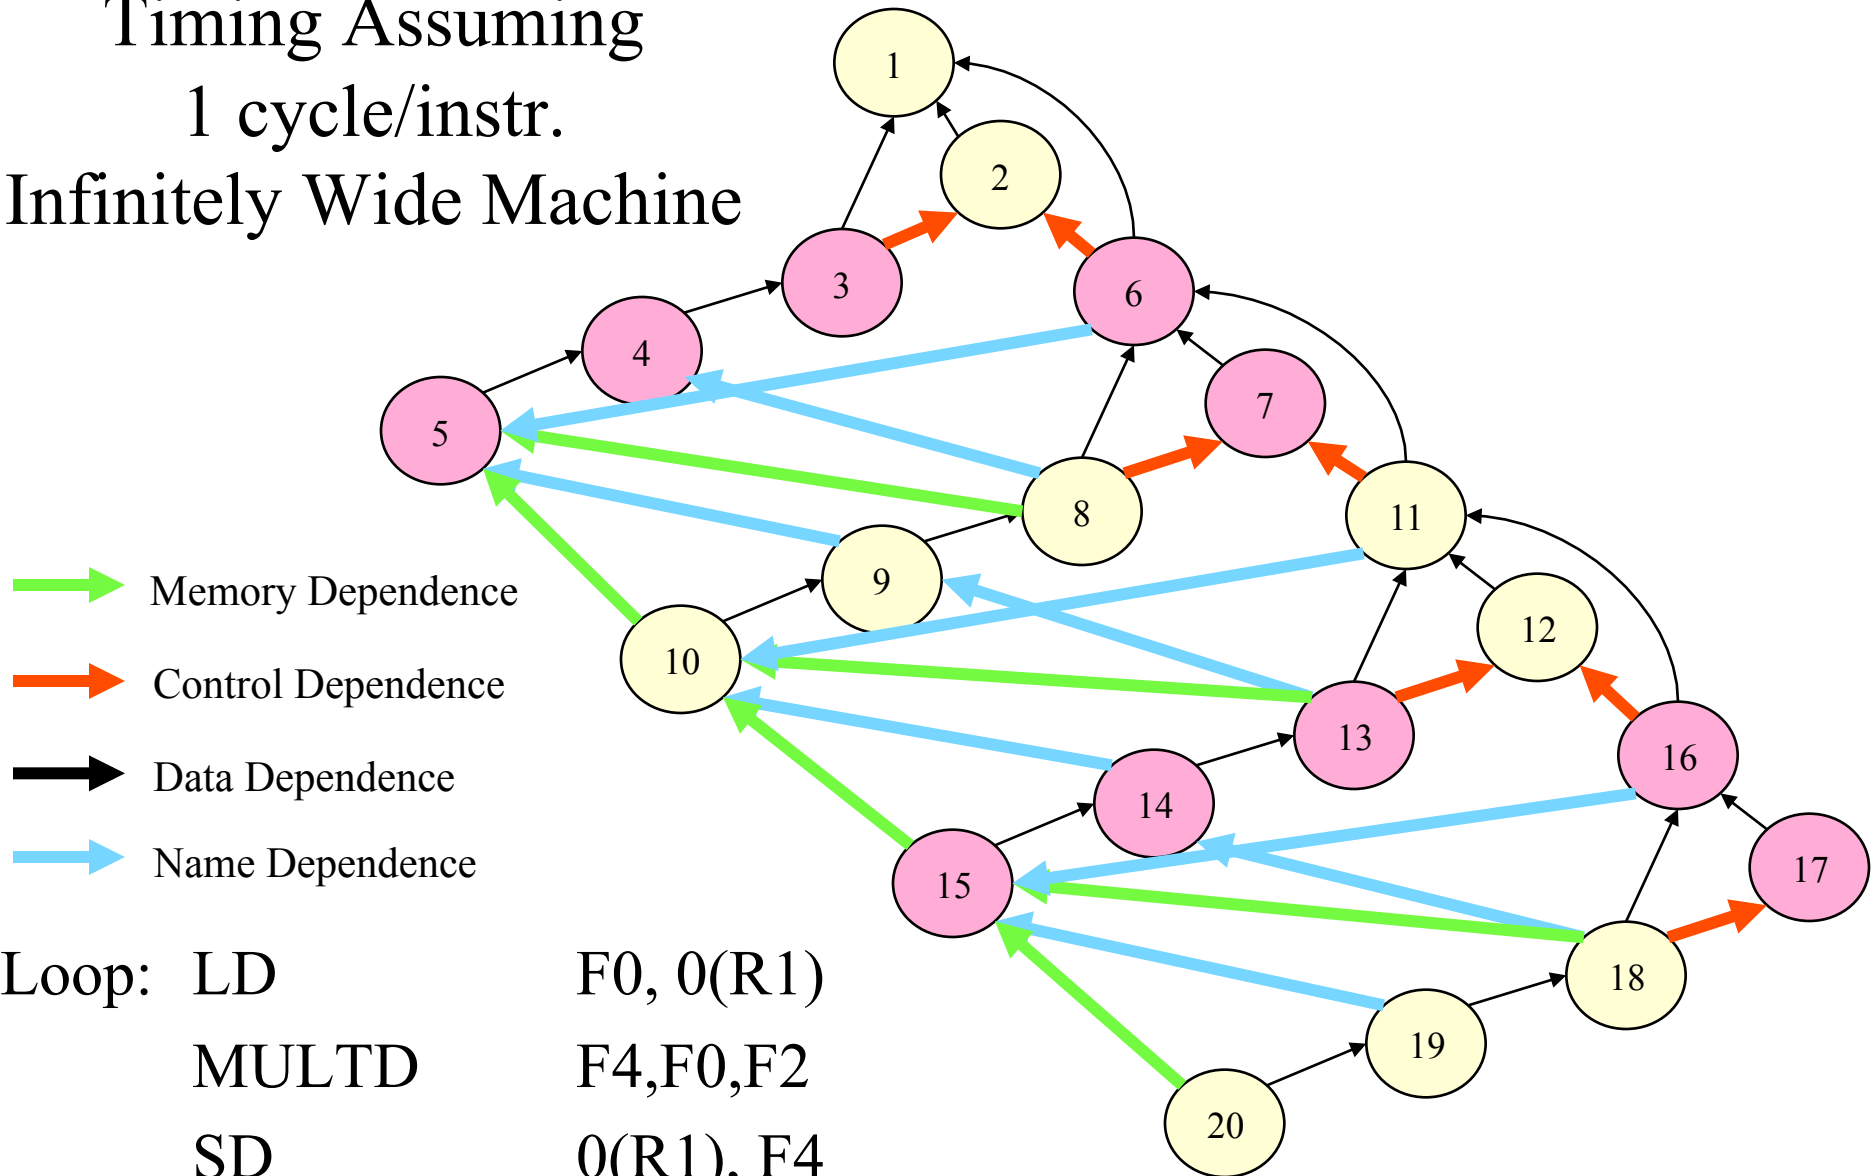 Timing Assuming
1 cycle/instr.
Infinitely Wide Machine
1
2
3
6
4
7
5
8
11
9
12
10
13
16
14
17
15
18
19
20
Memory Dependence
Control Dependence
Data Dependence
Name Dependence
Loop: LD F0, 0(R1)
MULTD F4,F0,F2
SD 0(R1), F4